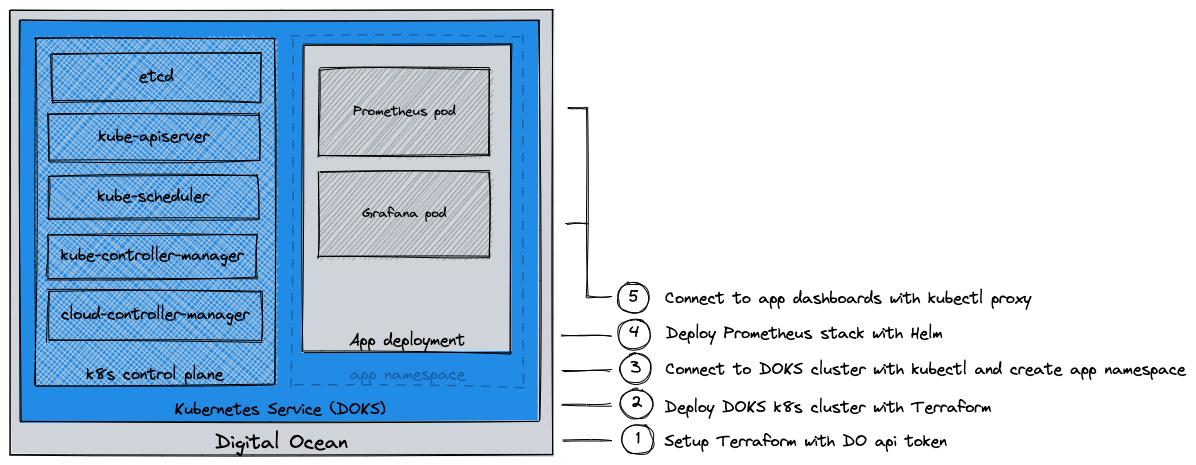 etcd
kube-apiserver
kube-scheduler
kube-controller-manager
cloud-controller-manager
k8s control plane
Prometheus pod
Grafana pod
App deployment
app namespace
Kubernetes Service (DOKS)
Digital Ocean
5 Connect to app dashboards with kubectl proxy
4 Deploy Prometheus stack with Helm
3 Connect to DOKS cluster with kubectl and create app namespace
2 Deploy DOKS k8s cluster with Terraform
1 Setup Terraform with DO api token